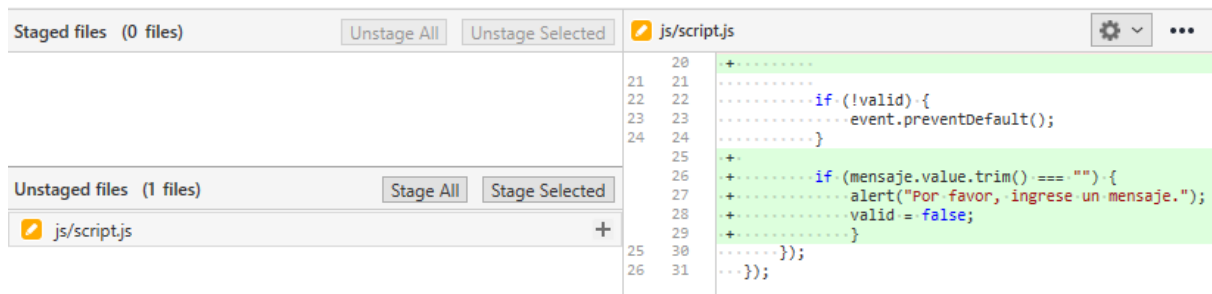 Staged files (0 files)
Unstage All
Unstage Selected
Unstaged files (1 files)
Stage All
Stage Selected
js/script.js
js/script.js
20 +
21 21
22 22 if (!valid) {
23 23 event.preventDefault();
24 24 }
25 +
26 + if (mensaje.value.trim() === "") {
27 + alert("Por favor, ingrese un mensaje.");
28 + valid = false;
29 + }
25 30 });
26 31 });